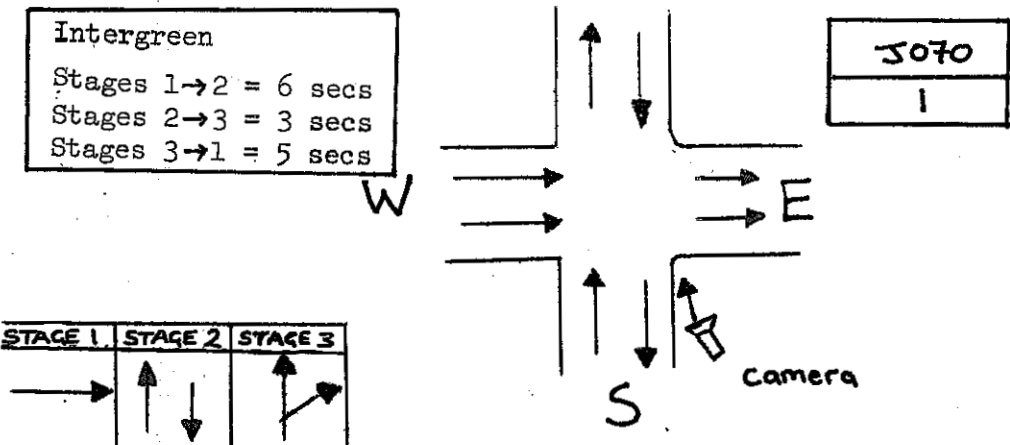 Intergreen
Stages 1→2 = 6 secs
Stages 2→3 = 3 secs
Stages 3→1 = 5 secs
J070
1
W
E
STAGE 1 STAGE 2 STAGE 3
camera
S